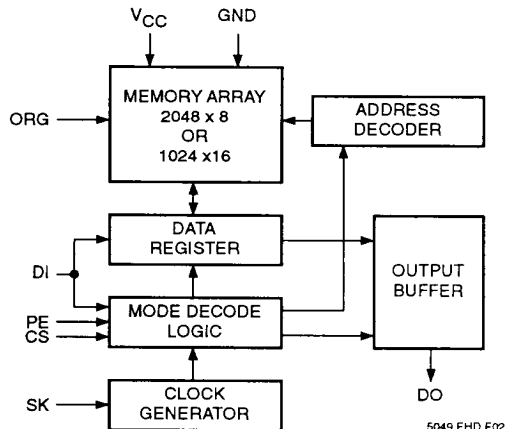 VCC
GND
ORG
MEMORY ARRAY
2048 x 8
OR
1024 x16
ADDRESS
DECODER
DATA
REGISTER
DI
OUTPUT
BUFFER
PE
CS
MODE DECODE
LOGIC
SK
CLOCK
GENERATOR
DO
5049 FHD F02